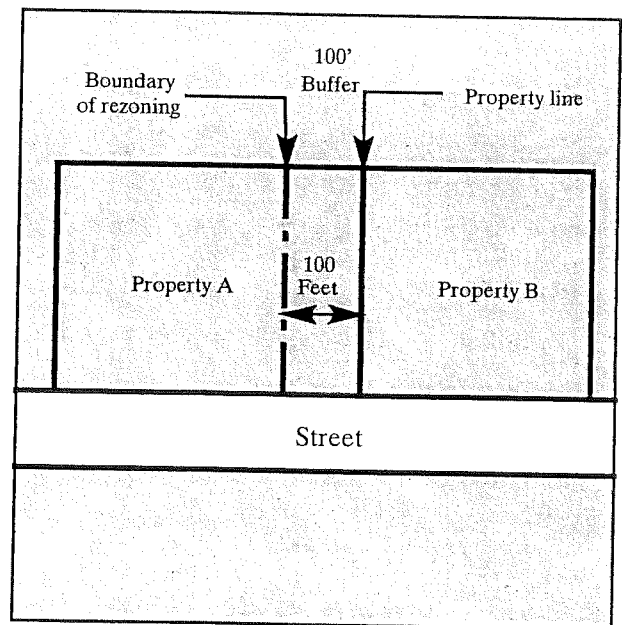 100'
Buffer
Boundary
of rezoning
Property line
100
Feet
Property A
Property B
Street